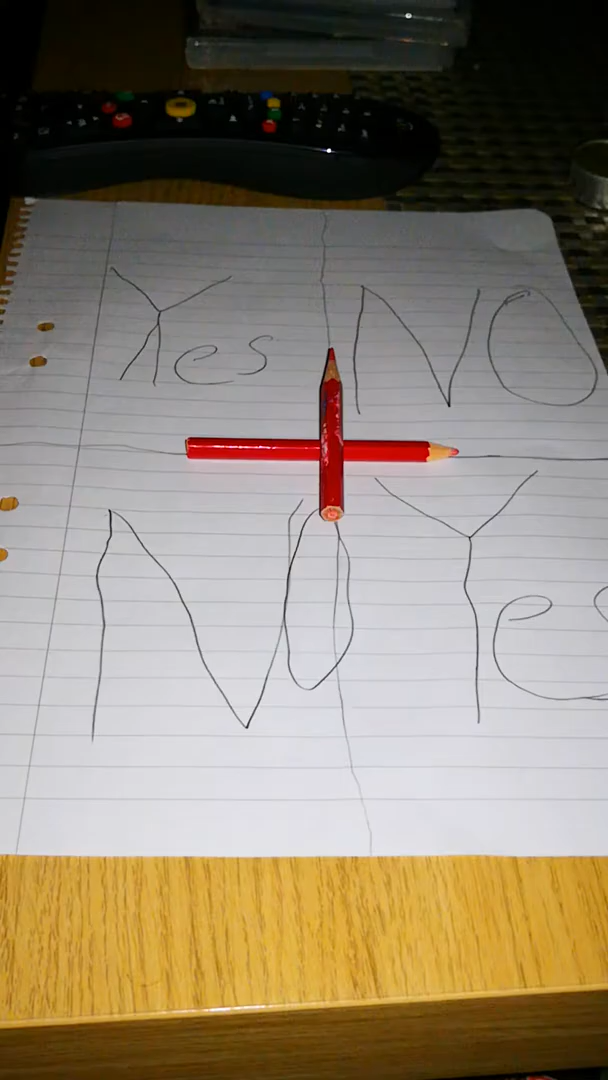 Yes NO
NO Yes